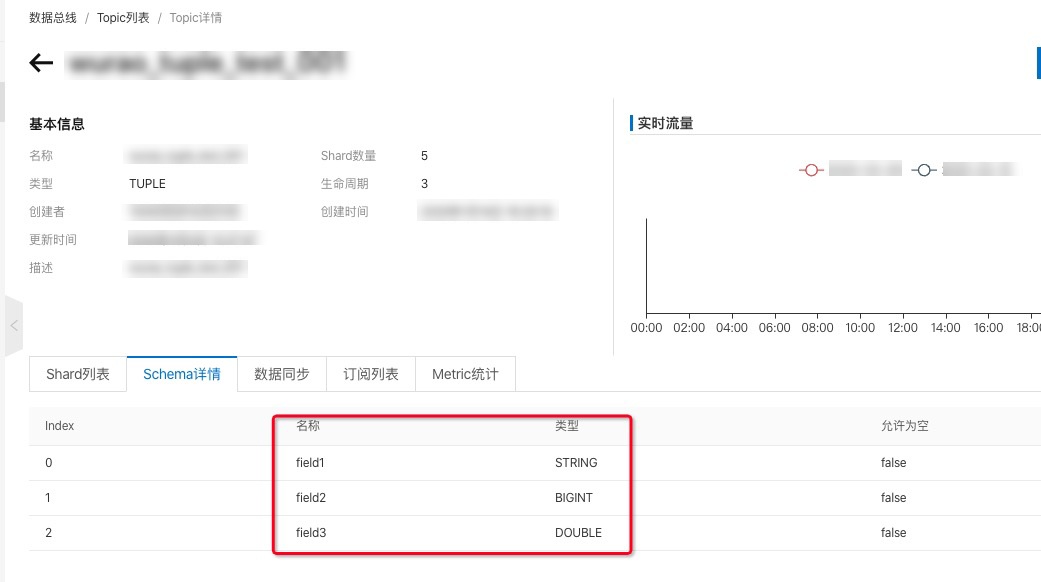 数据总线 / Topic列表 / Topic详情
基本信息
名称
Shard数量 5
类型 TUPLE
生命周期 3
创建者
创建时间
更新时间
描述
实时流量
00:00 02:00 04:00 06:00 08:00 10:00 12:00 14:00 16:00
Shard列表 Schema详情 数据同步 订阅列表 Metric统计
Index 名称 类型 允许为空
0 field1 STRING false
1 field2 BIGINT false
2 field3 DOUBLE false